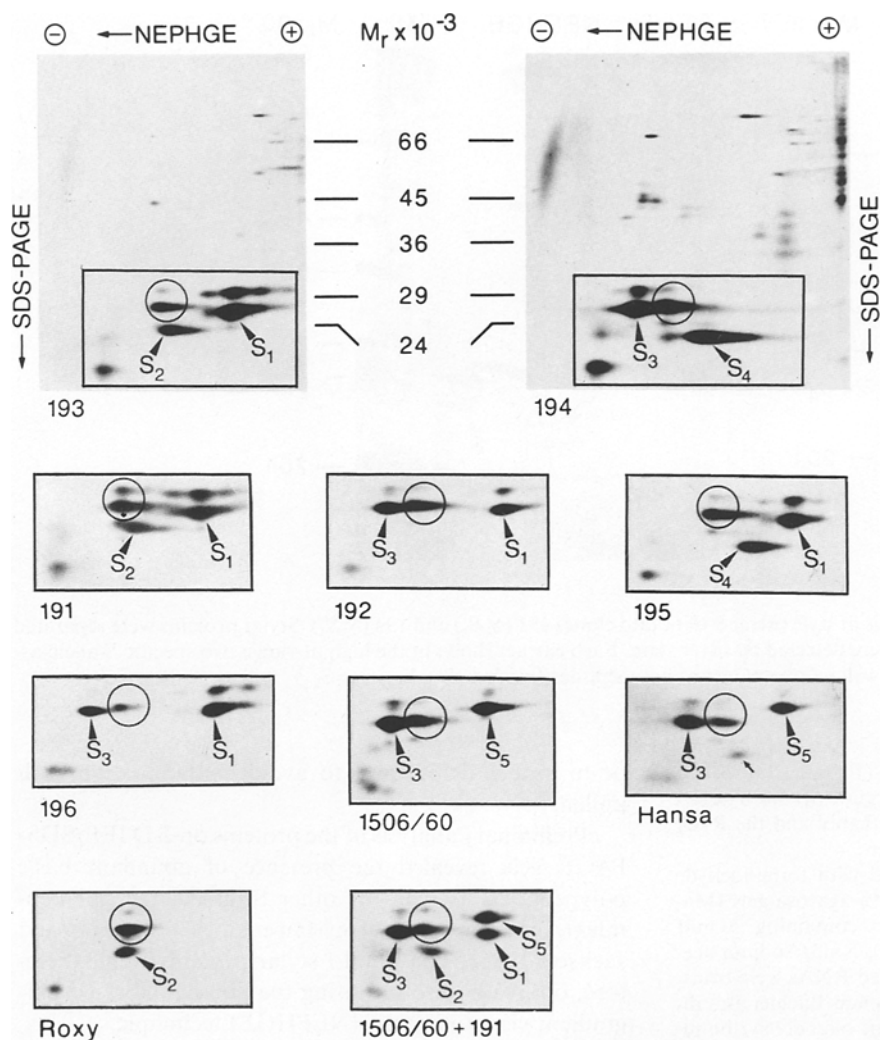 ⊖ ←NEPHGE ⊕ Mr x 10⁻³ ⊖ ←NEPHGE ⊕
66
45
36
29
24
SDS-PAGE →
SDS-PAGE →
S₂ S₁
S₃ S₄
193 194
S₂ S₁
S₃ S₁
S₄ S₁
191 192 195
S₃ S₁
S₃ S₅
S₃ S₅
196 1506/60 Hansa
S₂
S₃ S₂ S₁ S₅
Roxy 1506/60 + 191